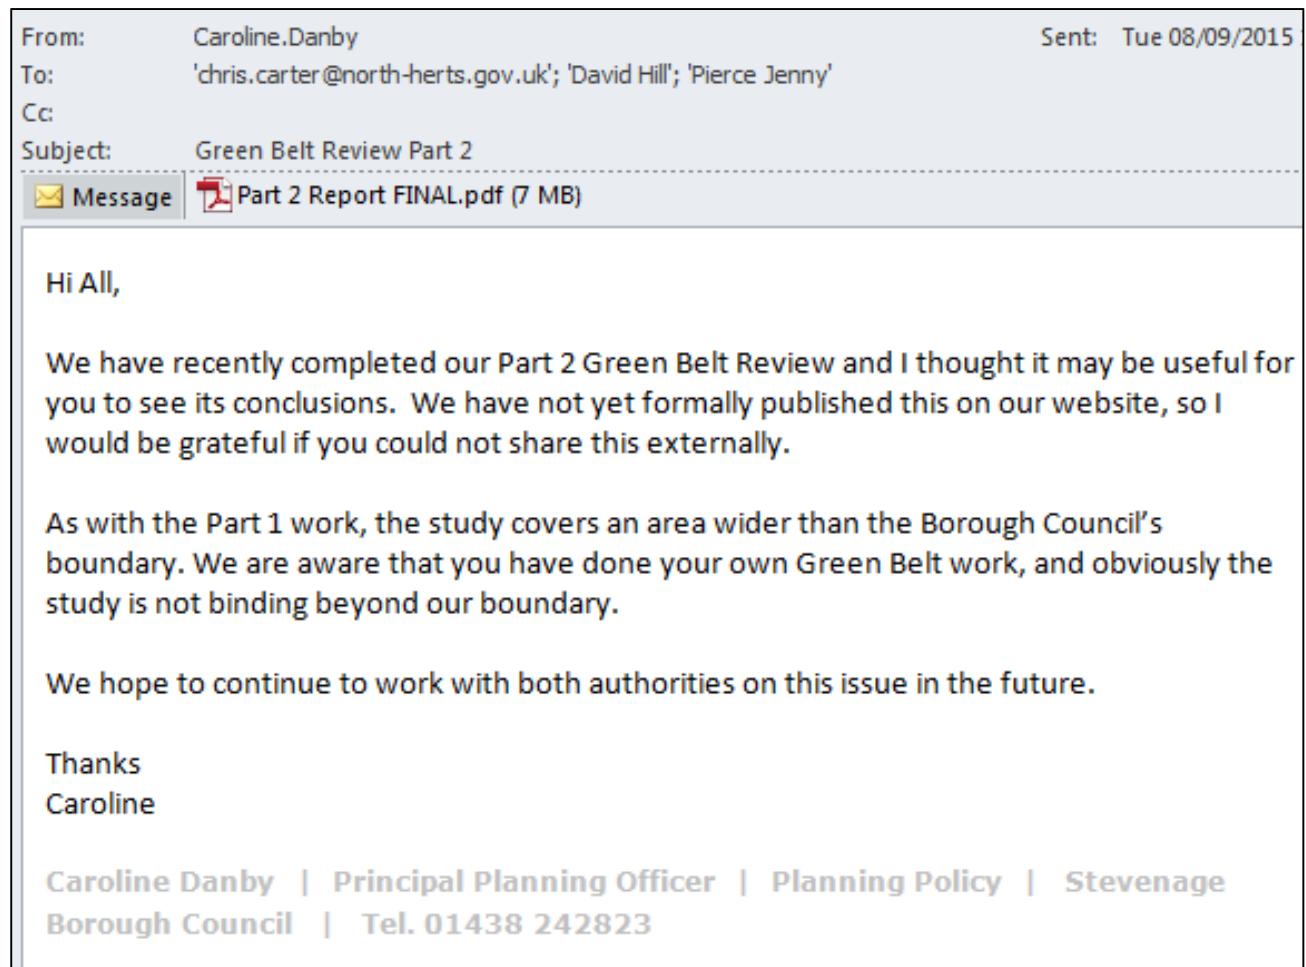 From: Caroline.Danby Sent: Tue 08/09/2015
To: 'chris.carter@north-herts.gov.uk'; 'David Hill'; 'Pierce Jenny'
Cc:
Subject: Green Belt Review Part 2
Message Part 2 Report FINAL.pdf (7 MB)
Hi All,
We have recently completed our Part 2 Green Belt Review and I thought it may be useful for
you to see its conclusions.  We have not yet formally published this on our website, so I
would be grateful if you could not share this externally.
As with the Part 1 work, the study covers an area wider than the Borough Council’s
boundary. We are aware that you have done your own Green Belt work, and obviously the
study is not binding beyond our boundary.
We hope to continue to work with both authorities on this issue in the future.
Thanks
Caroline
Caroline Danby | Principal Planning Officer | Planning Policy | Stevenage
Borough Council | Tel. 01438 242823